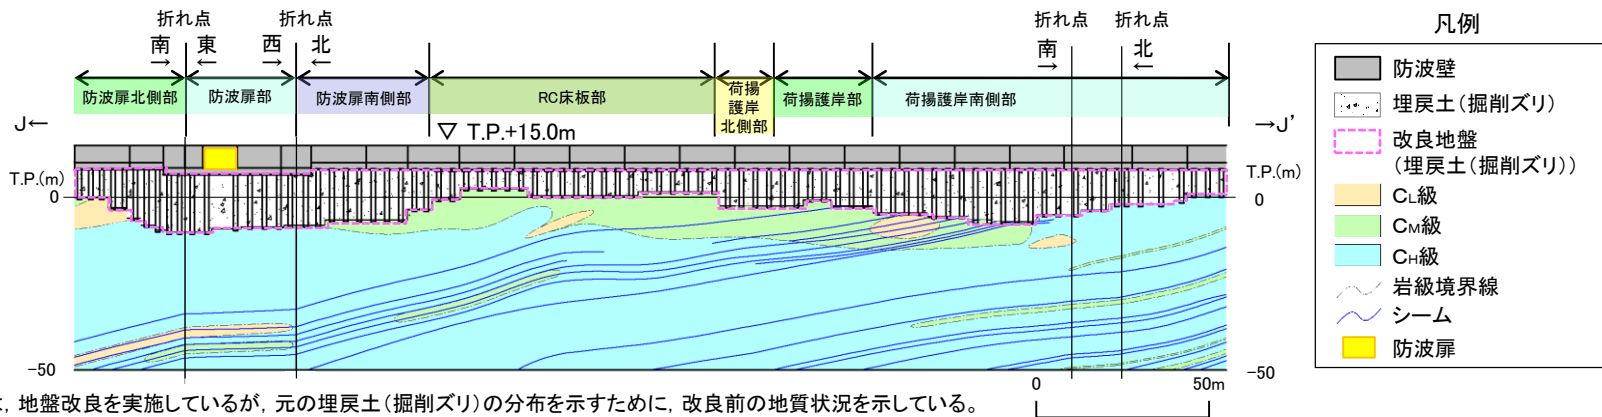 折れ点 折れ点 折れ点 折れ点 凡例
南 東 西 北 南 北
→ ← → ← → ←
防波扉北側部 防波扉部 防波扉南側部 RC床板部 荷揚護岸北側部 荷揚護岸部 荷揚護岸南側部
J← ▽ T.P.+15.0m →J’
T.P.(m) T.P.(m)
0 0
-50 -50
0 50m
防波壁
埋戻土(掘削ズリ)
改良地盤
(埋戻土(掘削ズリ))
CL級
CM級
CH級
岩級境界線
シーム
防波扉
，地盤改良を実施しているが，元の埋戻土(掘削ズリ)の分布を示すために，改良前の地質状況を示している。